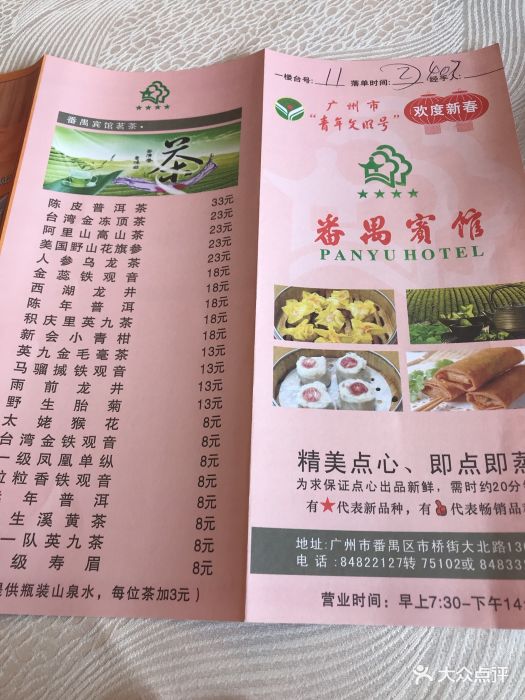 番禺宾馆茗茶·
茶
陈皮普洱茶 33元
台湾金冻顶茶 23元
阿里山高山茶 23元
美国野山花旗参 23元
人参乌龙茶 23元
金蕊铁观音 18元
西湖龙井 18元
陈年普洱 18元
积庆里英九茶 18元
新会小青柑 18元
英九金毛毫茶 13元
马骝搣铁观音 13元
雨前龙井 13元
野生胎菊 13元
太姥猴花 8元
台湾金铁观音 8元
一级凤凰单纵 8元
粒粒香铁观音 8元
年普洱 8元
生溪黄茶 8元
一队英九茶 8元
级寿眉 8元
提供瓶装山泉水，每位茶加3元）
一楼台号: 11 落单时间: 经手人:
广州市
“青年文明号”
欢度新春
番禺賓馆
PANYU HOTEL
精美点心、即点即蒸
为求保证点心出品新鲜，需时约20分
有★代表新品种，有代表畅销品
地址:广州市番禺区市桥街大北路13
电话:84822127转75102或84833
营业时间：早上7:30-下午14:
大众点评